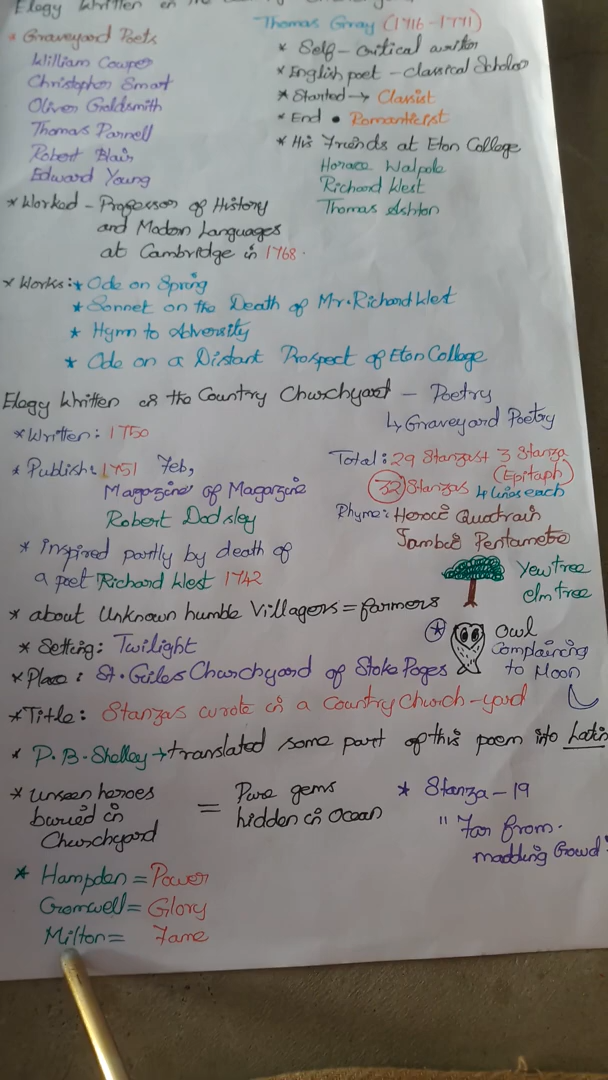 Elegy Written in the Country
Thomas Gray (1716-1771)
* Graveyard Poets
William Cowper
Christopher Smart
Oliver Goldsmith
Thomas Parnell
Robert Blair
Edward Young
* Self-critical writer
* English poet - classical Scholar
* Started → Classist
* End • Romanticist
* His Friends at Eton College
Horace Walpole
Richard West
Thomas Ashton
* Worked - Professor of History
and Modern Languages
at Cambridge in 1768.
* Works: * Ode on Spring
* Sonnet on the Death of Mr. Richard West
* Hymn to Adversity
* Ode on a Distant Prospect of Eton College
Elegy Written in the Country Churchyard - Poetry
↳ Graveyard Poetry
* Written: 1750
* Publish: 1751 Feb,
Magazine of Magazine
Robert Dodsley
Total: 29 Stanzas + 3 Stanza
(Epitaph)
32 Stanzas 4 lines each
Rhyme: Heroic Quatrain
Iambic Pentametre
* inspired partly by death of
a poet Richard West 1742
Yew tree
elm tree
* about Unknown humble Villagers = farmers
* Setting: Twilight
* Owl
Complaining
to Moon
* Place: St. Giles Churchyard of Stoke Poges
* Title: Stanzas wrote in a Country Church-yard
* P.B. Shelley → translated some part of this poem into Latin
* unseen heroes
buried in
Churchyard
= Pure gems
hidden in Ocean
* Stanza - 19
" Far from.
madding Crowd"
* Hampden = Power
Cromwell = Glory
Milton = Fame